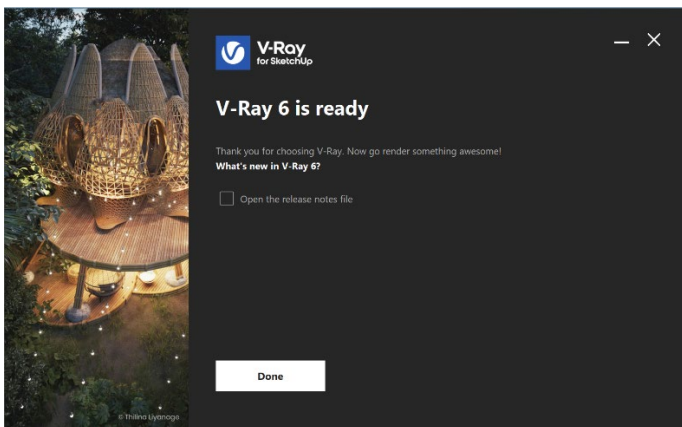 V-Ray
for SketchUp
V-Ray 6 is ready
Thank you for choosing V-Ray. Now go render something awesome!
What's new in V-Ray 6?
Open the release notes file
Done
© Thilina Liyanage